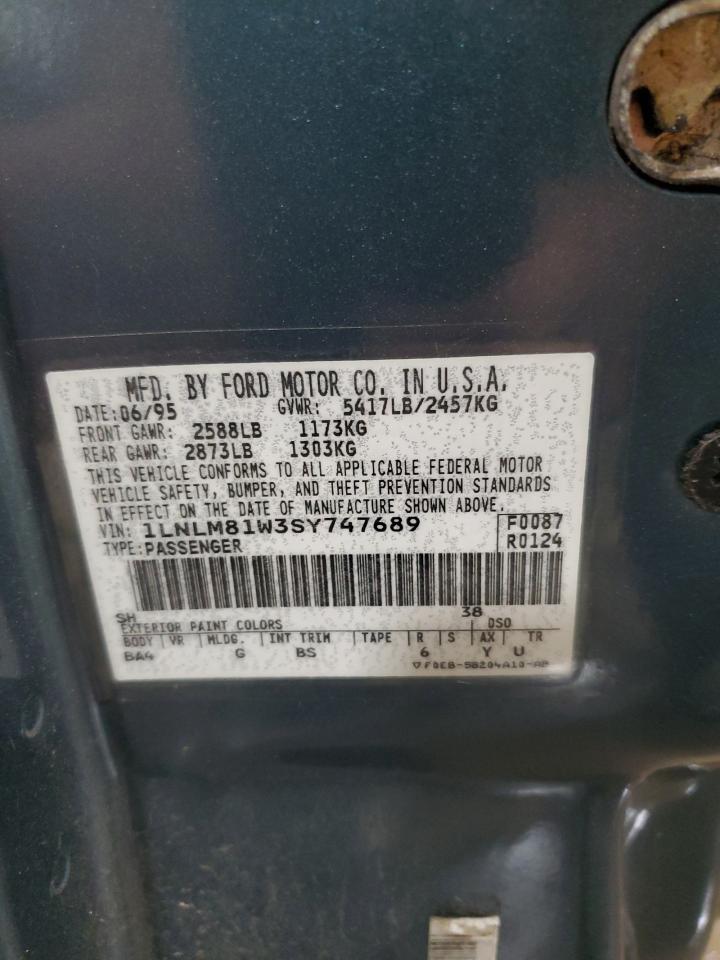 MFD. BY FORD MOTOR CO. IN U.S.A.
DATE:06/95 GVWR: 5417LB/2457KG
FRONT GAWR: 2588LB 1173KG
REAR GAWR: 2873LB 1303KG
THIS VEHICLE CONFORMS TO ALL APPLICABLE FEDERAL MOTOR
VEHICLE SAFETY, BUMPER, AND THEFT PREVENTION STANDARDS
IN EFFECT ON THE DATE OF MANUFACTURE SHOWN ABOVE.
VIN: 1LNLM81W3SY747689 F0087
TYPE:PASSENGER R0124
SH 38
EXTERIOR PAINT COLORS DSO
BODY VR MLDG. INT TRIM TAPE R S AX TR
BA4 G BS 6 Y U
F0EB-58204A10-AB